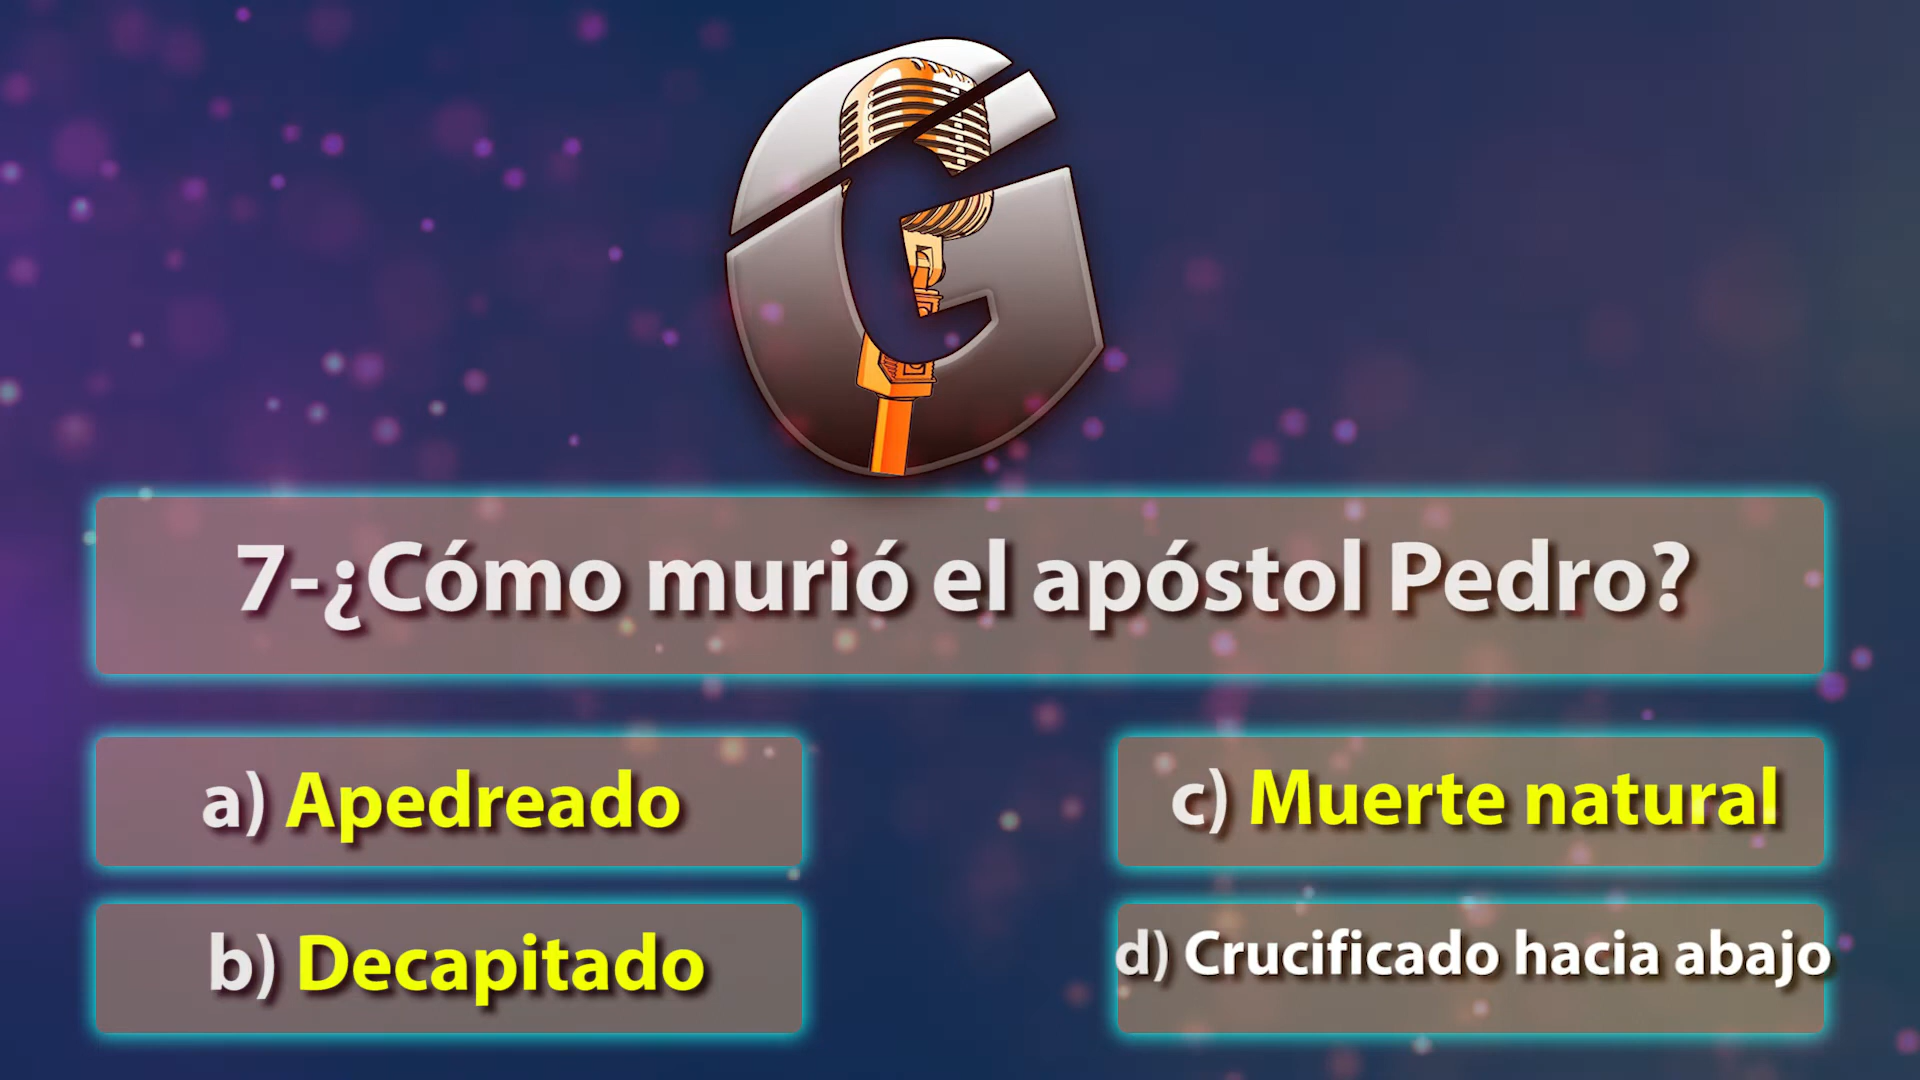 G
7-¿Cómo murió el apóstol Pedro?
a) Apedreado
b) Decapitado
c) Muerte natural
d) Crucificado hacia abajo